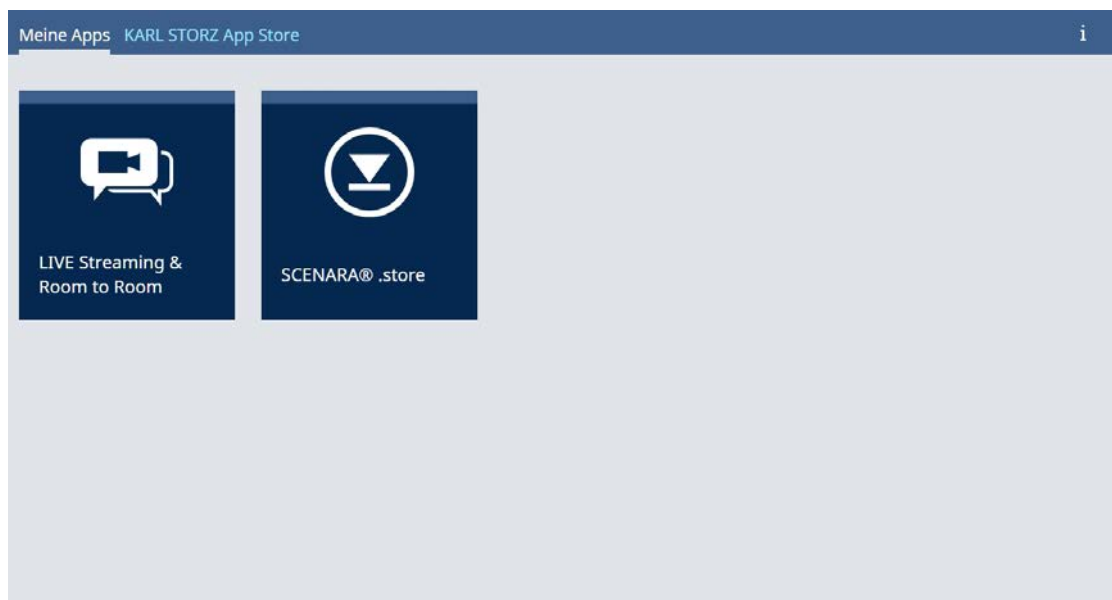 Meine Apps KARL STORZ App Store i
LIVE Streaming &
Room to Room
SCENARA® .store